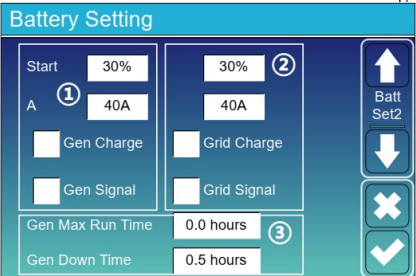 Battery Setting
Start 30% 30% ②
A ① 40A 40A
Gen Charge Grid Charge
Gen Signal Grid Signal
Gen Max Run Time 0.0 hours ③
Gen Down Time 0.5 hours
Batt
Set2